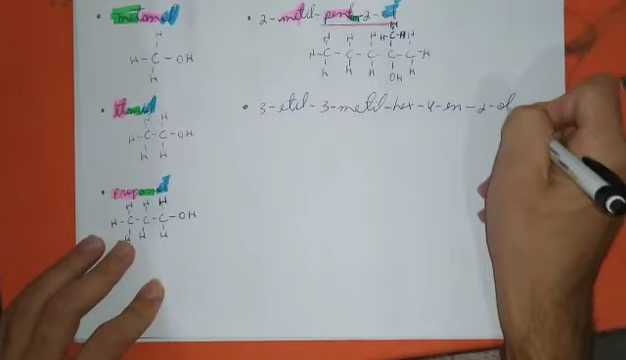 • metanol
H
H - C - OH
H
• etanol
H H
H - C - C - OH
H H
• propanol
H H H
H - C - C - C - OH
H H H
• 2-metil-pent-2-ol
H
H H H H-C-H H
H - C - C - C - C - C - H
H H H OH H
• 3-etil-3-metil-hex-4-en-2-ol